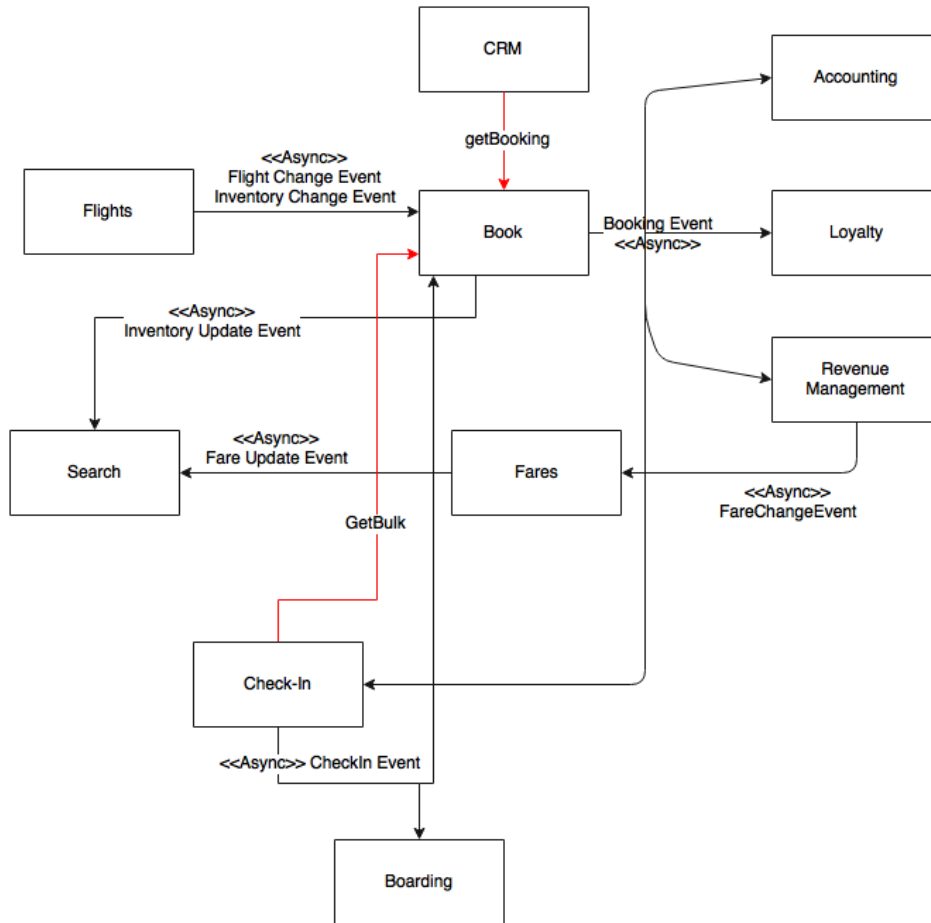 CRM
Accounting
getBooking
<<Async>>
Flight Change Event
Inventory Change Event
Flights
Book
Booking Event
<<Async>>
Loyalty
<<Async>>
Inventory Update Event
Revenue
Management
<<Async>>
Fare Update Event
Search
Fares
<<Async>>
FareChangeEvent
GetBulk
Check-In
<<Async>> CheckIn Event
Boarding